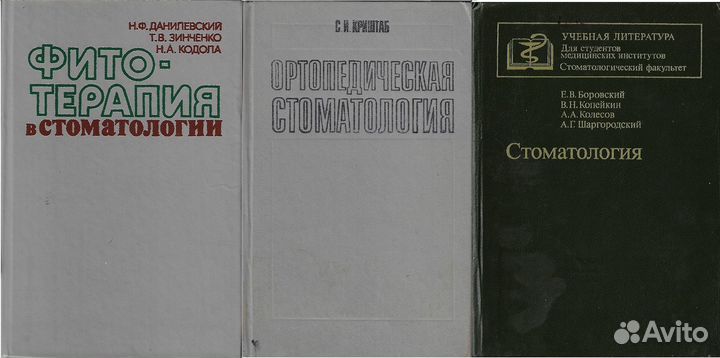 Н.Ф. ДАНИЛЕВСКИЙ
Т.В. ЗИНЧЕНКО
Н.А. КОДОЛА
ФИТО-
ТЕРАПИЯ
в СТОМАТОЛОГИИ
С. И. КРИШТАБ
ОРТОПЕДИЧЕСКАЯ
СТОМАТОЛОГИЯ
УЧЕБНАЯ ЛИТЕРАТУРА
Для студентов
медицинских институтов
Стоматологический факультет
Е.В. Боровский
В.Н. Копейкин
А.А. Колесов
А.Г. Шаргородский
Стоматология
Avito